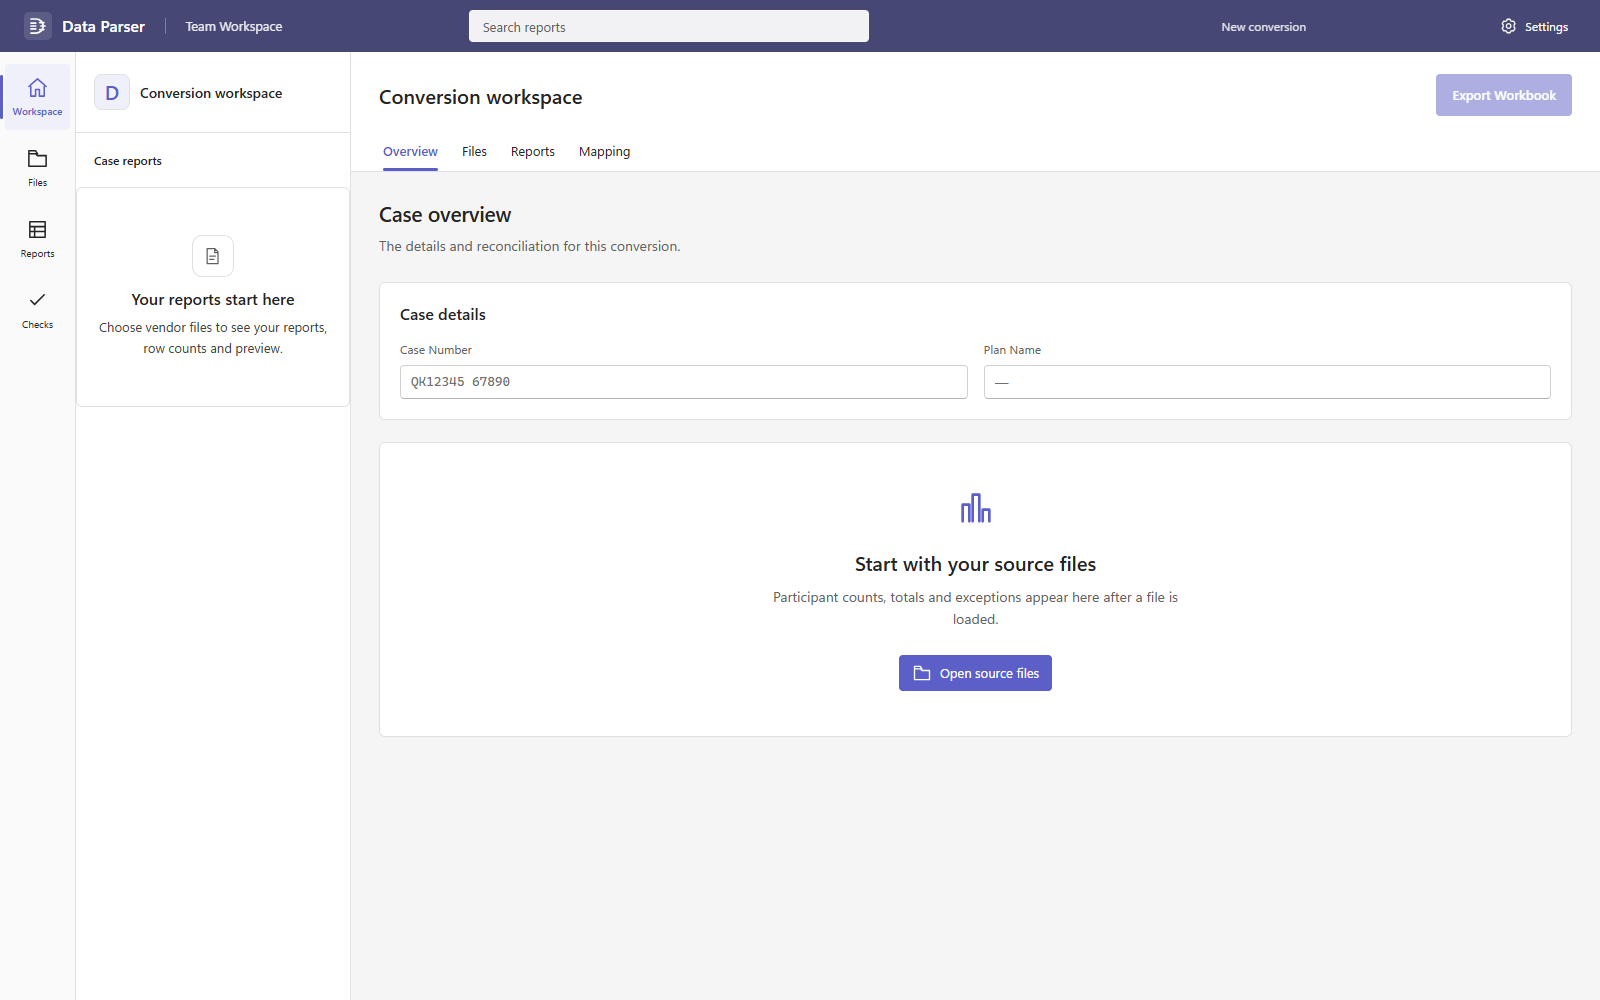 Data Parser
Team Workspace
Search reports
New conversion
Settings
Workspace
Files
Reports
Checks
D
Conversion workspace
Case reports
Your reports start here
Choose vendor files to see your reports,
row counts and preview.
Conversion workspace
Export Workbook
Overview
Files
Reports
Mapping
Case overview
The details and reconciliation for this conversion.
Case details
Case Number
QK12345 67890
Plan Name
—
Start with your source files
Participant counts, totals and exceptions appear here after a file is
loaded.
Open source files